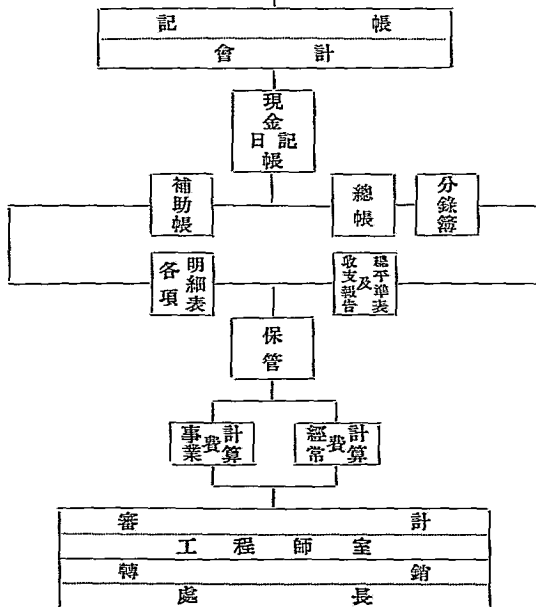 記帳
會計
現金日記帳
補助帳
總帳
分錄簿
各項明細表
收支報告及總平準表
保管
事業費計算
經常費計算
審計
工程師室
轉銷
處長